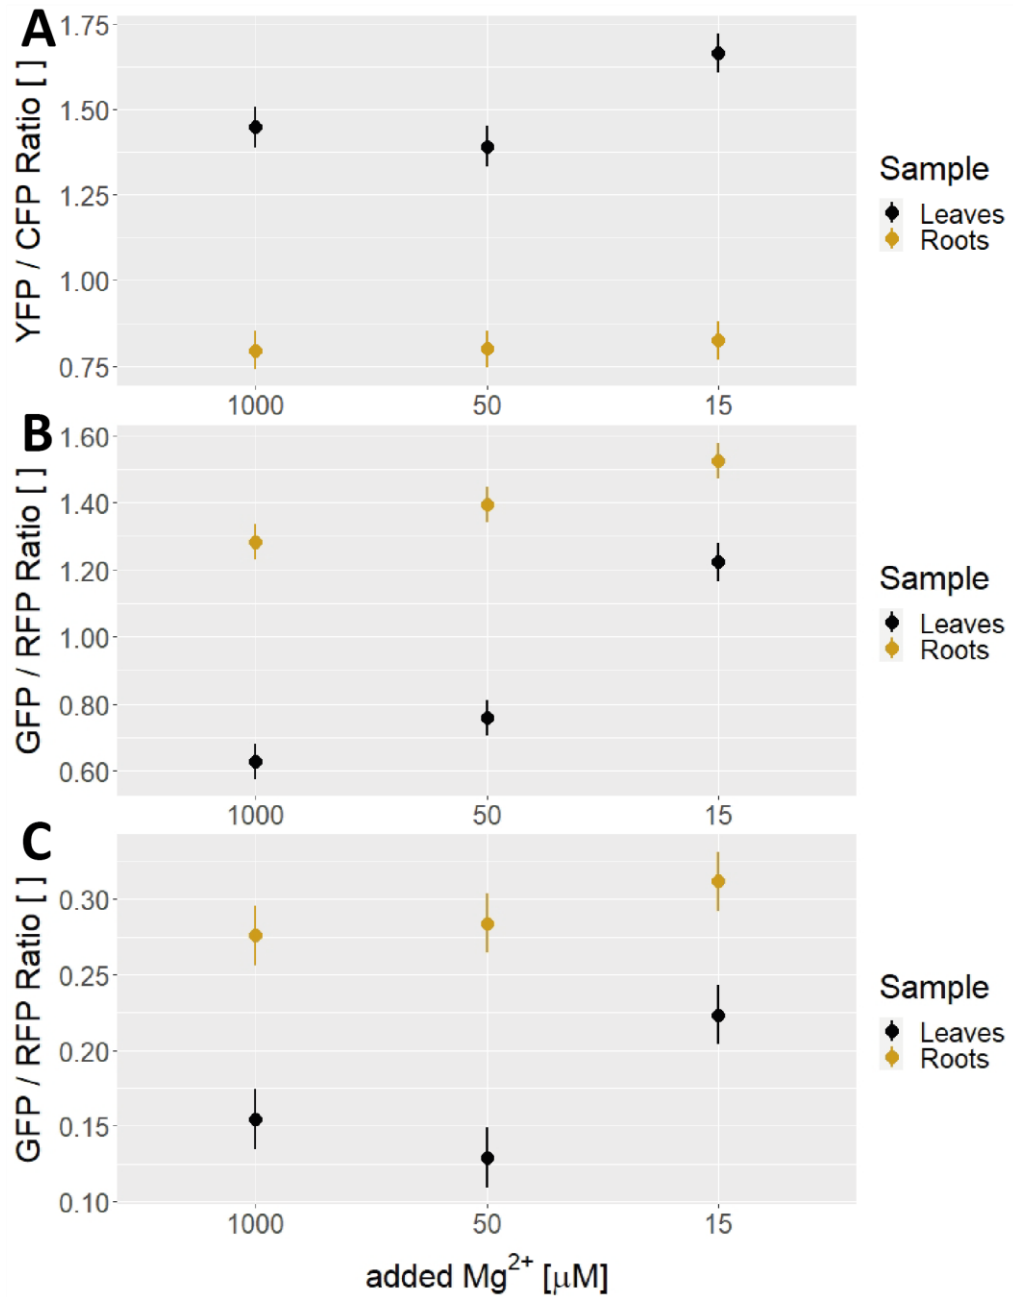 A
YFP / CFP Ratio [ ]
1.75
1.50
1.25
1.00
0.75
1000 50 15
Sample
Leaves
Roots
B
GFP / RFP Ratio [ ]
1.60
1.40
1.20
1.00
0.80
0.60
1000 50 15
Sample
Leaves
Roots
C
GFP / RFP Ratio [ ]
0.30
0.25
0.20
0.15
0.10
1000 50 15
Sample
Leaves
Roots
added Mg²⁺ [µM]